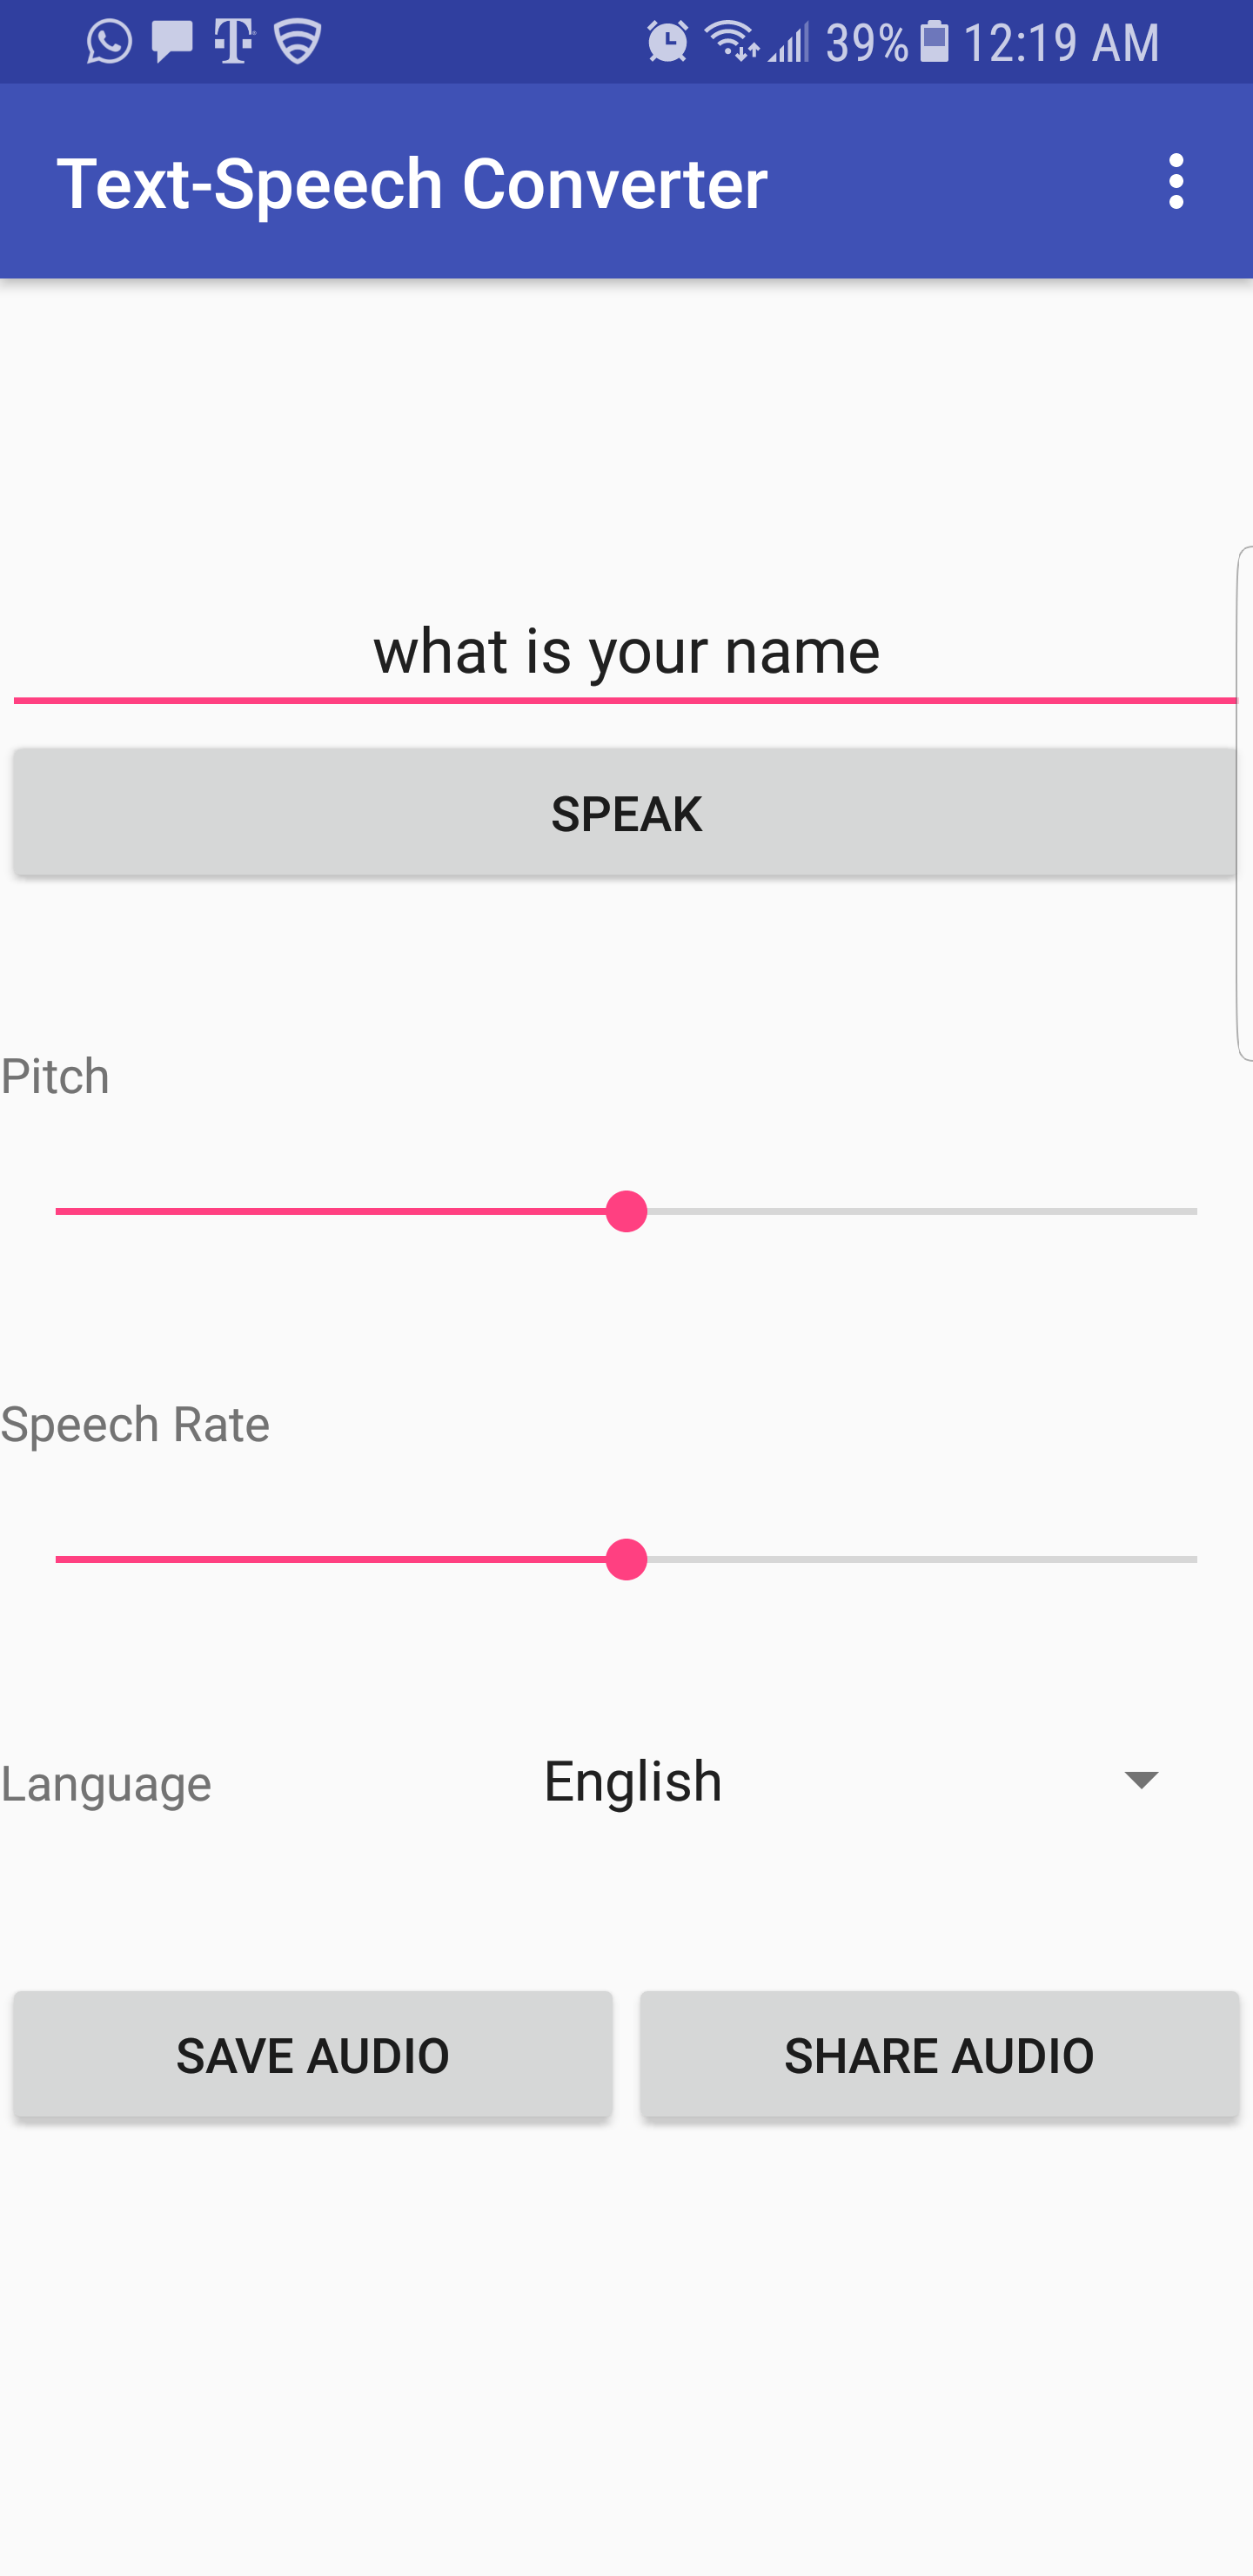 39% 12:19 AM
Text-Speech Converter
what is your name
SPEAK
Pitch
Speech Rate
Language English
SAVE AUDIO SHARE AUDIO